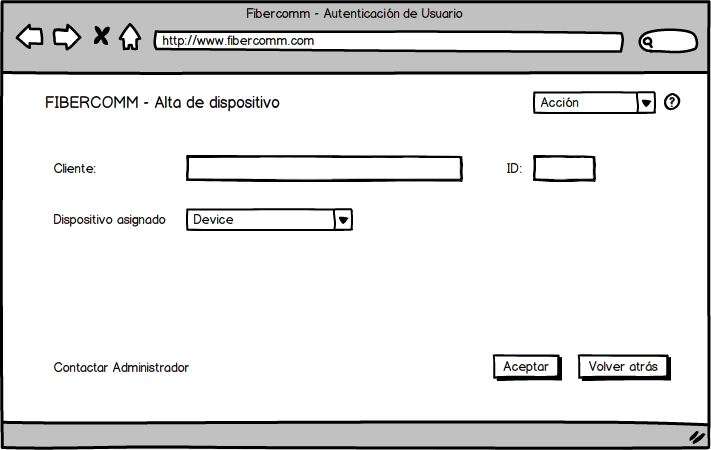 Fibercomm - Autenticación de Usuario
http://www.fibercomm.com
FIBERCOMM - Alta de dispositivo
Acción
?
Cliente:
ID:
Dispositivo asignado
Device
Contactar Administrador
Aceptar
Volver atrás